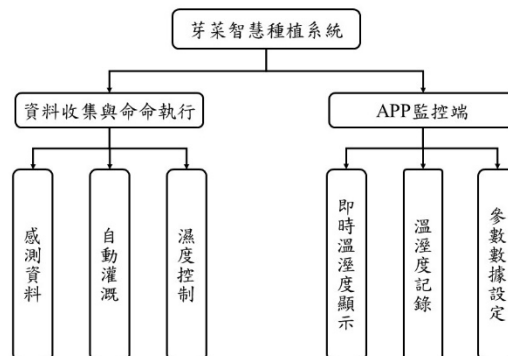 芽菜智慧種植系統
資料收集與命命執行
APP監控端
感測資料
自動灌溉
濕度控制
即時溫溼度顯示
溫溼度記錄
參數數據設定